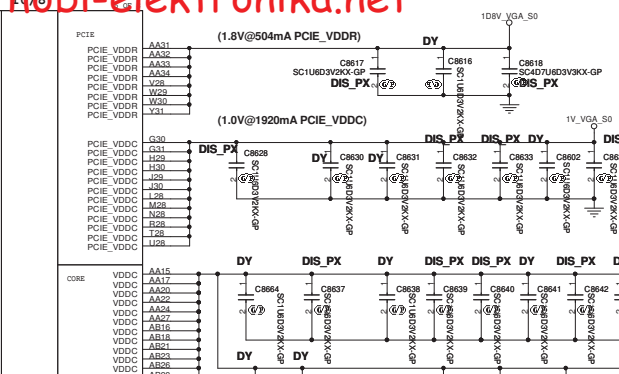 hobi-elektronika.net
PCIE
1D8V_VGA_S0
(1.8V@504mA PCIE_VDDR)
DY
PCIE_VDDR AA31
PCIE_VDDR AA32
PCIE_VDDR AA33
PCIE_VDDR AA34
PCIE_VDDR V28
PCIE_VDDR W29
PCIE_VDDR W30
PCIE_VDDR Y31
C8617
SC1U6D3V2KX-GP
DIS_PX
C8616
SC1U6D3V2KX-GP
C8618
SC4D7U6D3V3KX-GP
DIS_PX
(1.0V@1920mA PCIE_VDDC)
1V_VGA_S0
PCIE_VDDC G30
PCIE_VDDC G31
PCIE_VDDC H29
PCIE_VDDC H30
PCIE_VDDC J29
PCIE_VDDC J30
PCIE_VDDC L28
PCIE_VDDC M28
PCIE_VDDC N28
PCIE_VDDC R28
PCIE_VDDC T28
PCIE_VDDC U28
DIS_PX
C8628
SC1U6D3V2KX-GP
DY
C8630
SC1U6D3V2KX-GP
DY
C8631
SC1U6D3V2KX-GP
DIS_PX
C8632
SC1U6D3V2KX-GP
DIS_PX
C8633
SC1U6D3V2KX-GP
DY
C8602
SC1U6D3V2KX-GP
SC1U6D3V2KX-GP
CORE
VDDC AA15
VDDC AA17
VDDC AA20
VDDC AA22
VDDC AA24
VDDC AA27
VDDC AB16
VDDC AB18
VDDC AB21
VDDC AB23
VDDC AB26
DY
C8664
SC1U6D3V2KX-GP
DIS_PX
C8637
SC1U6D3V2KX-GP
DY
C8638
SC1U6D3V2KX-GP
DIS_PX
C8639
SC1U6D3V2KX-GP
DIS_PX
C8640
SC1U6D3V2KX-GP
DY
C8641
SC1U6D3V2KX-GP
DIS_PX
C8642
SC1U6D3V2KX-GP
DY
DY